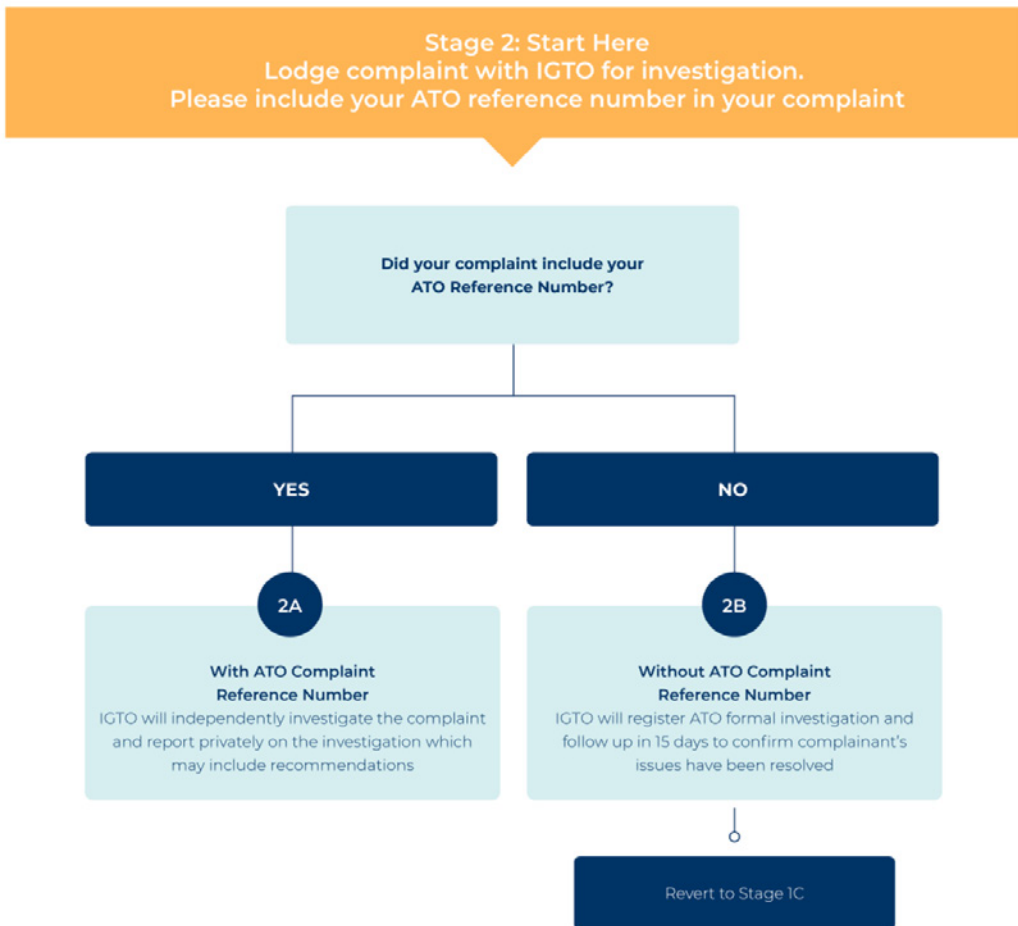 Stage 2: Start Here
Lodge complaint with IGTO for investigation.
Please include your ATO reference number in your complaint
Did your complaint include your
ATO Reference Number?
YES
NO
2A
With ATO Complaint
Reference Number
IGTO will independently investigate the complaint
and report privately on the investigation which
may include recommendations
2B
Without ATO Complaint
Reference Number
IGTO will register ATO formal investigation and
follow up in 15 days to confirm complainant's
issues have been resolved
Revert to Stage 1C